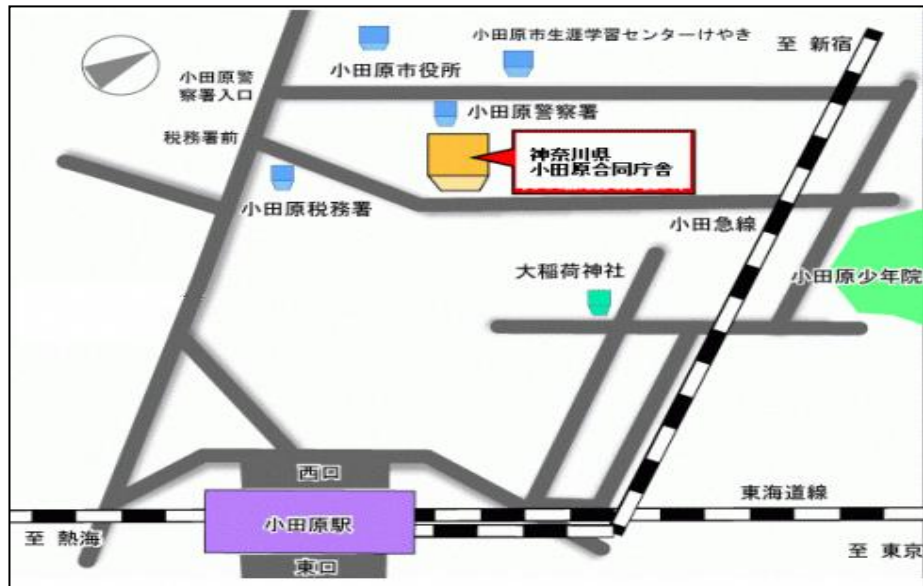 小田原市生涯学習センターけやき
至 新宿
小田原市役所
小田原警
察署入口
小田原警察署
税務署前
神奈川県
小田原合同庁舎
小田原税務署
小田急線
大稲荷神社
小田原少年院
西口
小田原駅
東海道線
至 熱海
至 東京
東口